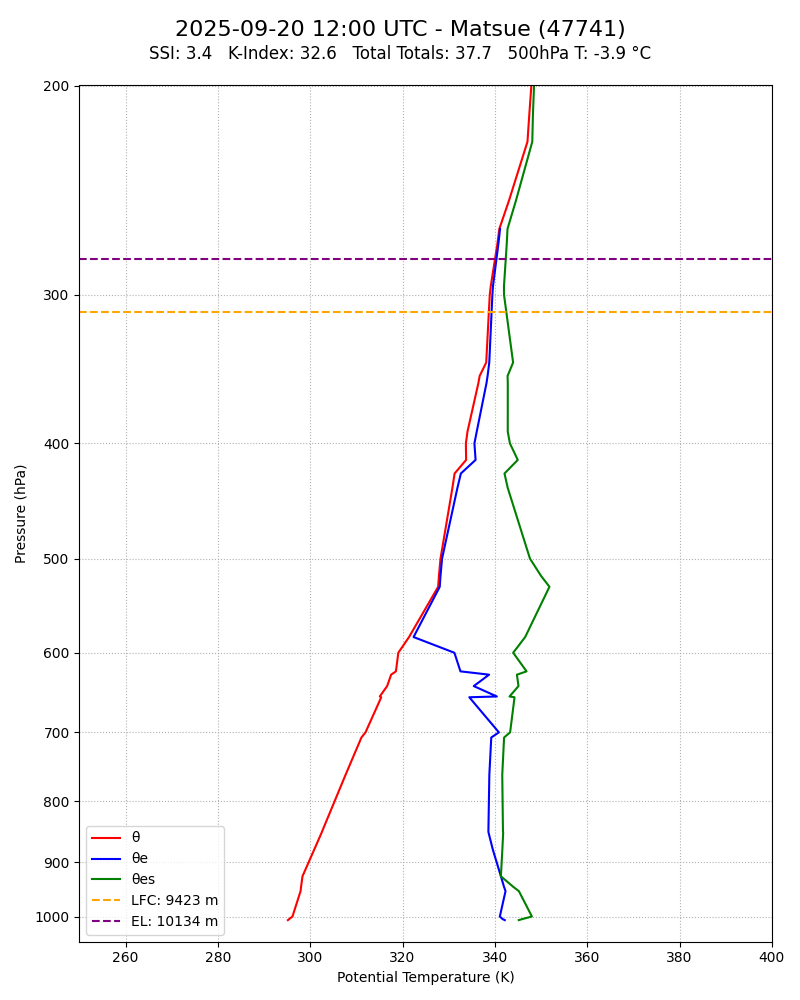 2025-09-20 12:00 UTC - Matsue (47741)
SSI: 3.4 K-Index: 32.6 Total Totals: 37.7 500hPa T: -3.9 °C
200
300
400
500
600
700
800
900
1000
Pressure (hPa)
θ
θe
θes
LFC: 9423 m
EL: 10134 m
260 280 300 320 340 360 380 400
Potential Temperature (K)